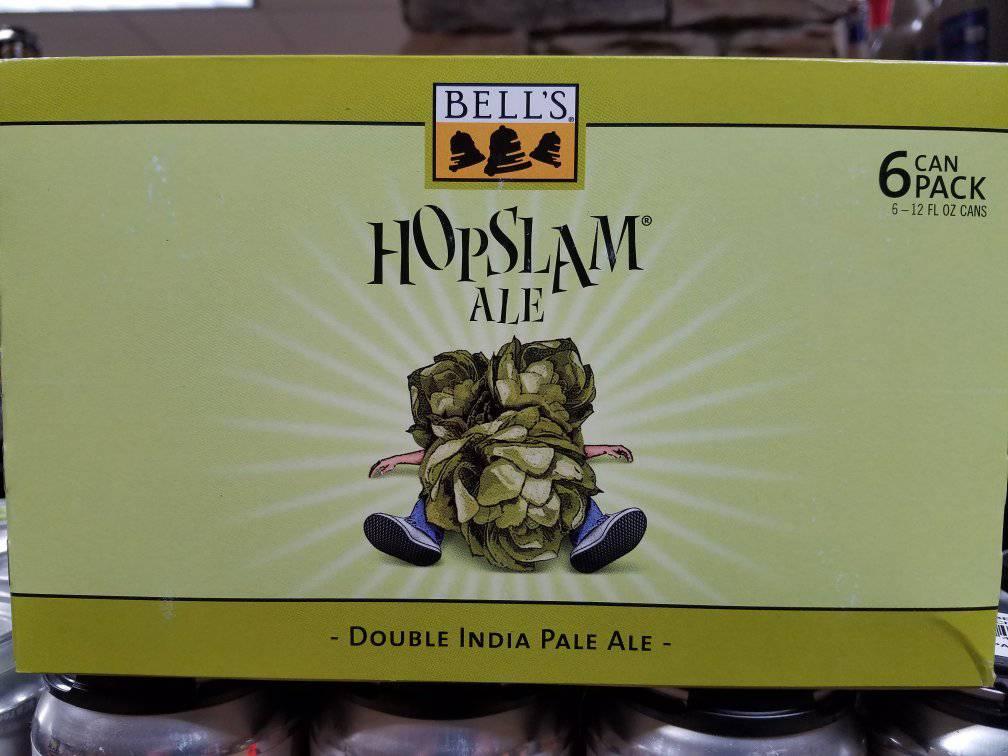 BELL'S®
HOPSLAM®
ALE
6 CAN PACK
6 – 12 FL OZ CANS
- DOUBLE INDIA PALE ALE -